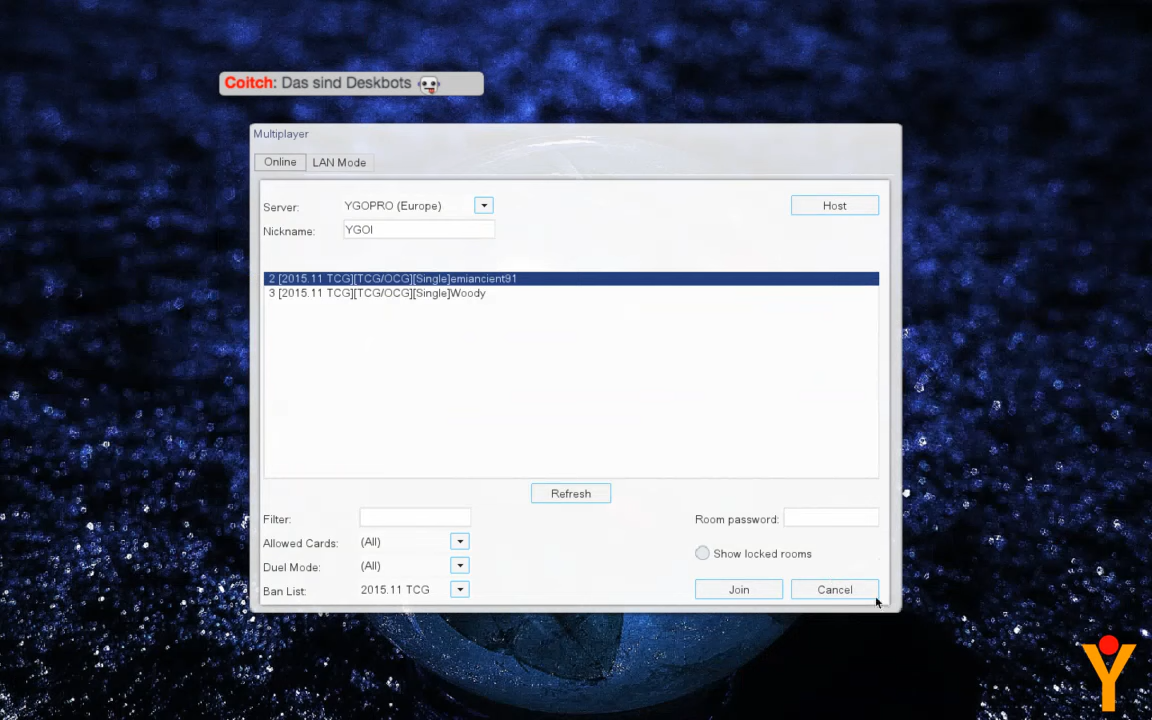 Coitch: Das sind Deskbots
Multiplayer
Online
LAN Mode
Server:
YGOPRO (Europe)
Host
Nickname:
YGOI
2 [2015.11 TCG][TCG/OCG][Single]emiancient91
3 [2015.11 TCG][TCG/OCG][Single]Woody
Refresh
Filter:
Room password:
Allowed Cards:
(All)
Show locked rooms
Duel Mode:
(All)
Ban List:
2015.11 TCG
Join
Cancel